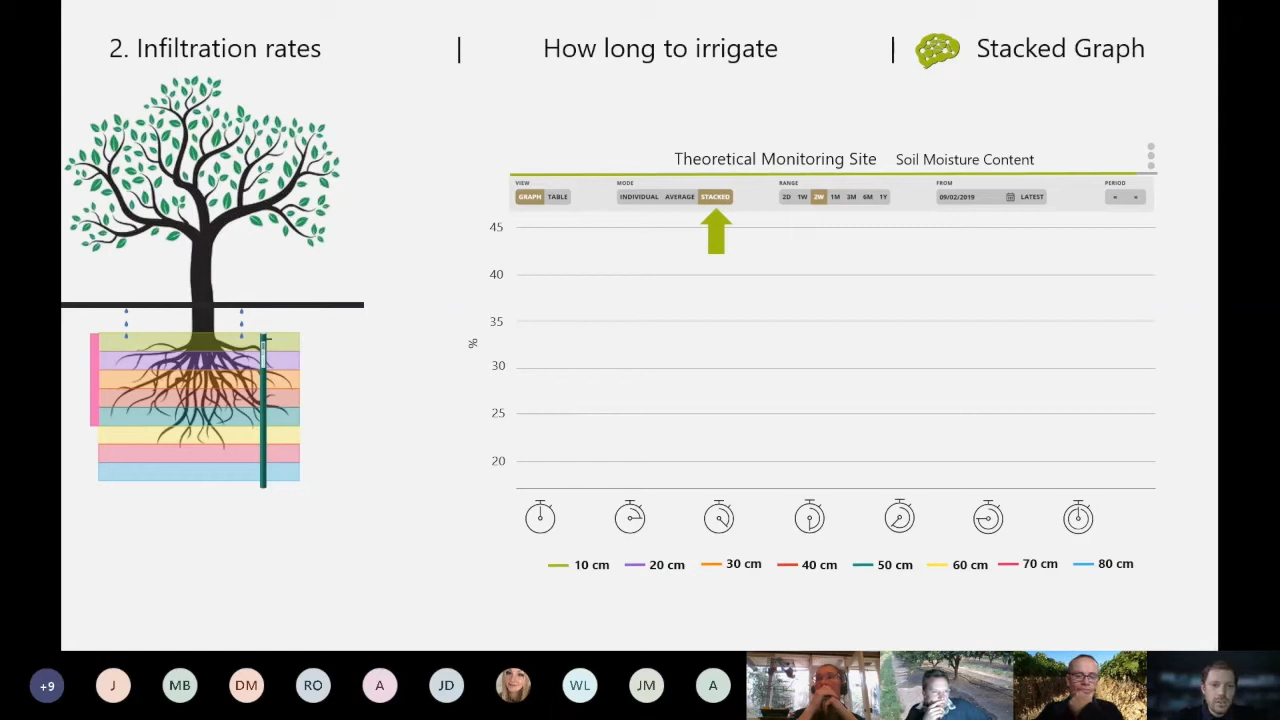 2. Infiltration rates | How long to irrigate | Stacked Graph
Theoretical Monitoring Site Soil Moisture Content
VIEW MODE RANGE FROM PERIOD
GRAPH TABLE INDIVIDUAL AVERAGE STACKED 2D 1W 2W 1M 3M 6M 1Y 09/02/2019 LATEST « «
45
40
35
%
30
25
20
10 cm 20 cm 30 cm 40 cm 50 cm 60 cm 70 cm 80 cm
+9 J MB DM RO A JD WL JM A